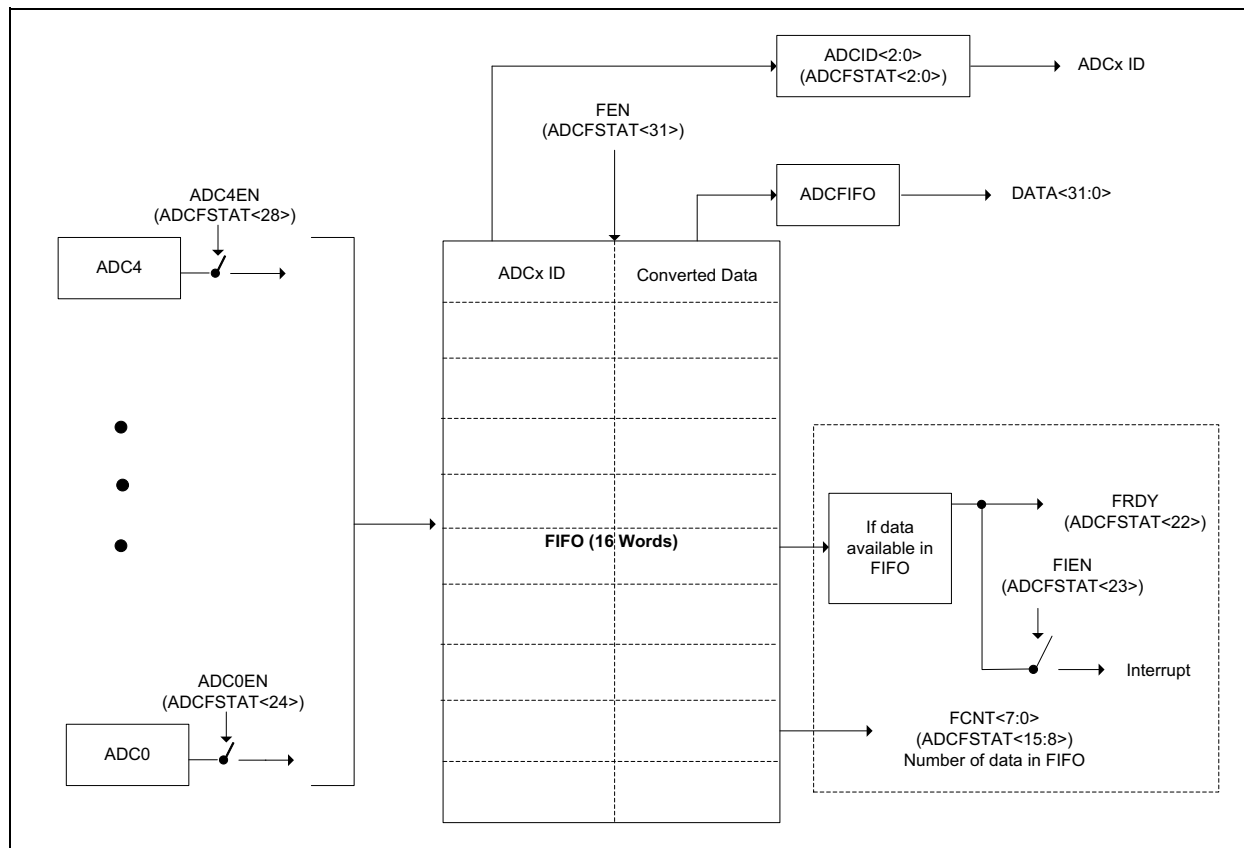 ADCID<2:0>
(ADCFSTAT<2:0>)
ADCx ID
FEN
(ADCFSTAT<31>)
ADCFIFO
DATA<31:0>
ADC4EN
(ADCFSTAT<28>)
ADC4
ADCx ID
Converted Data
FIFO (16 Words)
If data
available in
FIFO
FRDY
(ADCFSTAT<22>)
FIEN
(ADCFSTAT<23>)
Interrupt
ADC0EN
(ADCFSTAT<24>)
ADC0
FCNT<7:0>
(ADCFSTAT<15:8>)
Number of data in FIFO